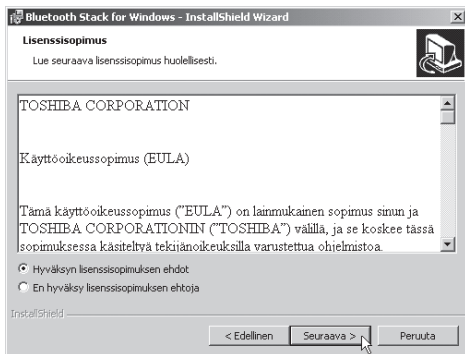 Bluetooth Stack for Windows - InstallShield Wizard
Lisenssisopimus
Lue seuraava lisenssisopimus huolellisesti.
TOSHIBA CORPORATION
Käyttöoikeussopimus (EULA)
Tämä käyttöoikeussopimus ("EULA") on lainmukainen sopimus sinun ja
TOSHIBA CORPORATIONIN ("TOSHIBA") välillä, ja se koskee tässä
sopimuksessa käsiteltyä tekijänoikeuksilla varustettua ohjelmistoa.
Hyväksyn lisenssisopimuksen ehdot
En hyväksy lisenssisopimuksen ehtoja
InstallShield
< Edellinen Seuraava > Peruuta